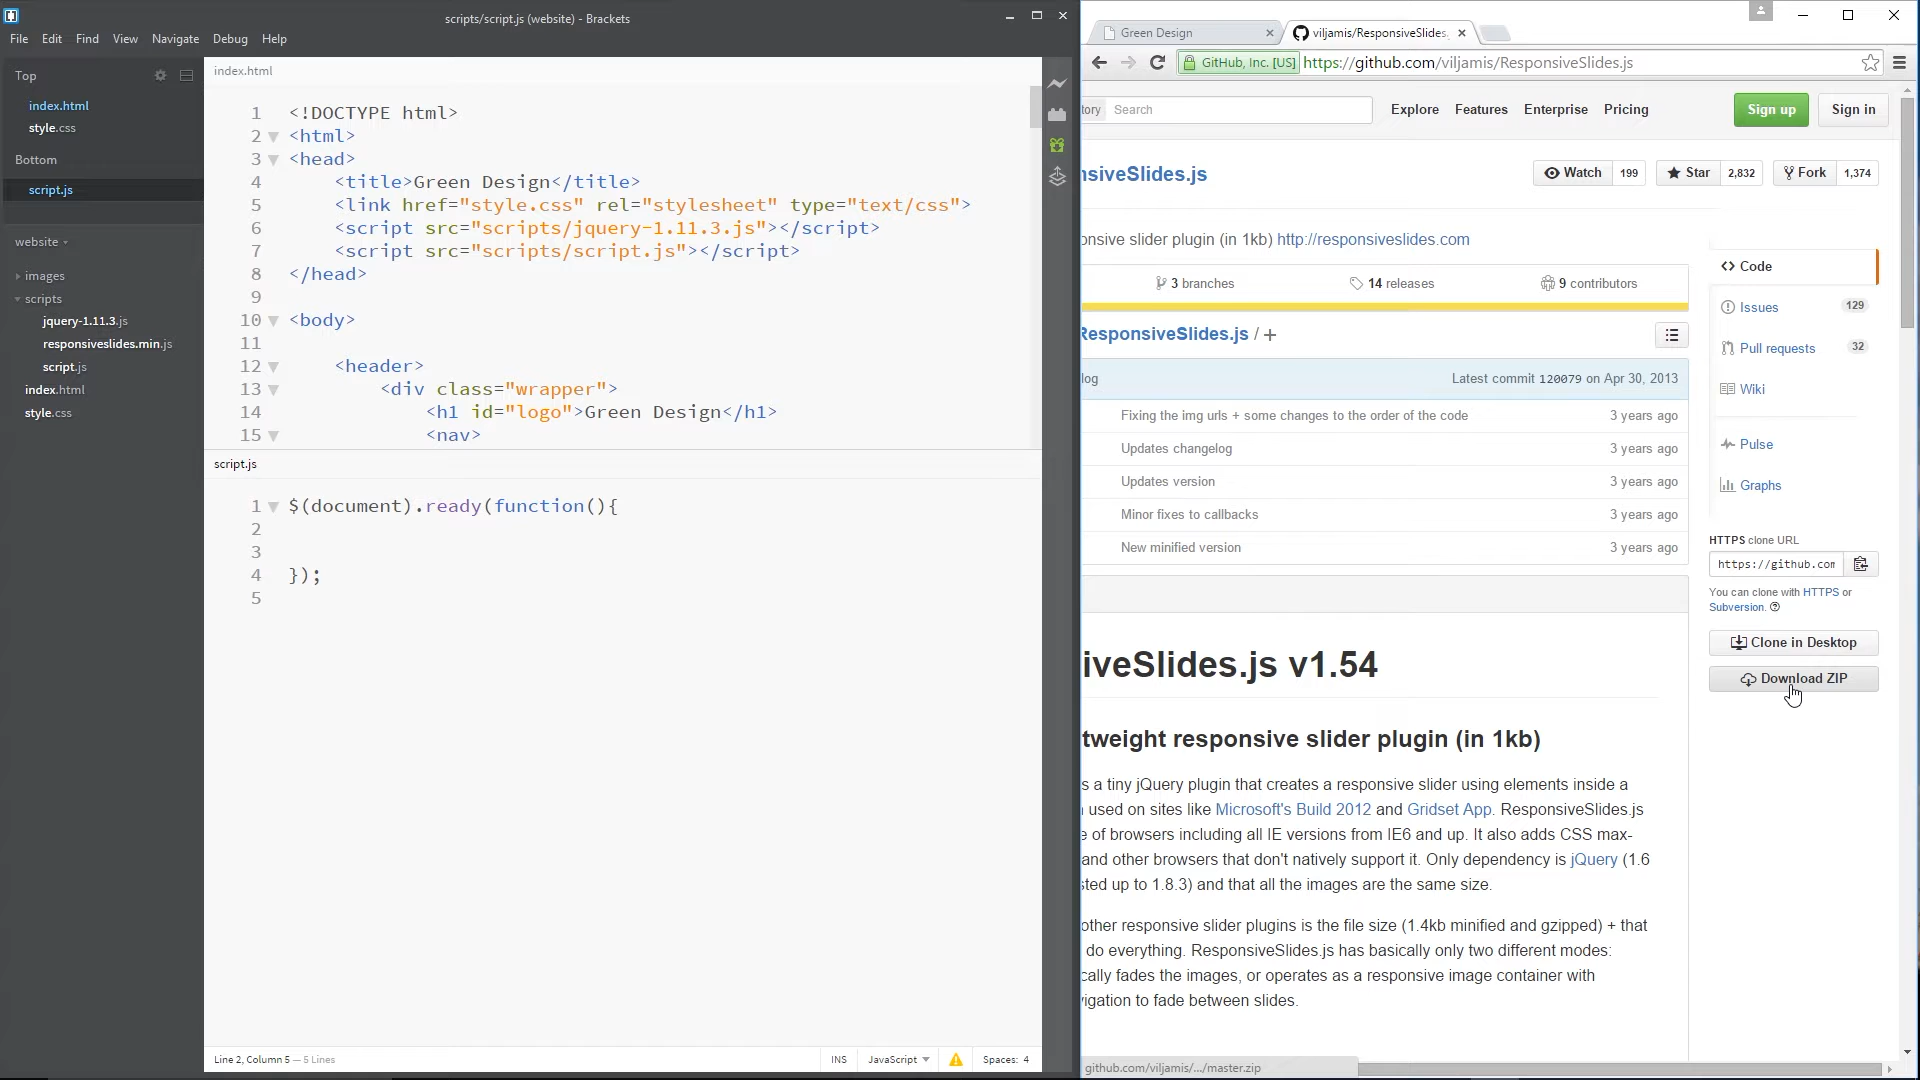 scripts/script.js (website) - Brackets
File Edit Find View Navigate Debug Help
Top
index.html
style.css
Bottom
script.js
website
images
scripts
jquery-1.11.3.js
responsiveslides.min.js
script.js
index.html
style.css
index.html
1 <!DOCTYPE html>
2 <html>
3 <head>
4 <title>Green Design</title>
5 <link href="style.css" rel="stylesheet" type="text/css">
6 <script src="scripts/jquery-1.11.3.js"></script>
7 <script src="scripts/script.js"></script>
8 </head>
9
10 <body>
11
12 <header>
13 <div class="wrapper">
14 <h1 id="logo">Green Design</h1>
15 <nav>
script.js
1 $(document).ready(function(){
2
3
4 });
5
Line 2, Column 5 — 5 Lines
INS JavaScript Spaces: 4
Green Design
viljamis/ResponsiveSlides.
GitHub, Inc. [US] https://github.com/viljamis/ResponsiveSlides.js
tory Search Explore Features Enterprise Pricing Sign up Sign in
nsiveSlides.js Watch 199 Star 2,832 Fork 1,374
onsive slider plugin (in 1kb) http://responsiveslides.com
3 branches 14 releases 9 contributors
ResponsiveSlides.js / +
log Latest commit 120079 on Apr 30, 2013
Fixing the img urls + some changes to the order of the code 3 years ago
Updates changelog 3 years ago
Updates version 3 years ago
Minor fixes to callbacks 3 years ago
New minified version 3 years ago
iveSlides.js v1.54
tweight responsive slider plugin (in 1kb)
s a tiny jQuery plugin that creates a responsive slider using elements inside a
used on sites like Microsoft's Build 2012 and Gridset App. ResponsiveSlides.js
e of browsers including all IE versions from IE6 and up. It also adds CSS max-
and other browsers that don't natively support it. Only dependency is jQuery (1.6
sted up to 1.8.3) and that all the images are the same size.
other responsive slider plugins is the file size (1.4kb minified and gzipped) + that
do everything. ResponsiveSlides.js has basically only two different modes:
cally fades the images, or operates as a responsive image container with
vigation to fade between slides.
Code
Issues 129
Pull requests 32
Wiki
Pulse
Graphs
HTTPS clone URL
https://github.com
You can clone with HTTPS or
Subversion.
Clone in Desktop
Download ZIP
github.com/viljamis/.../master.zip